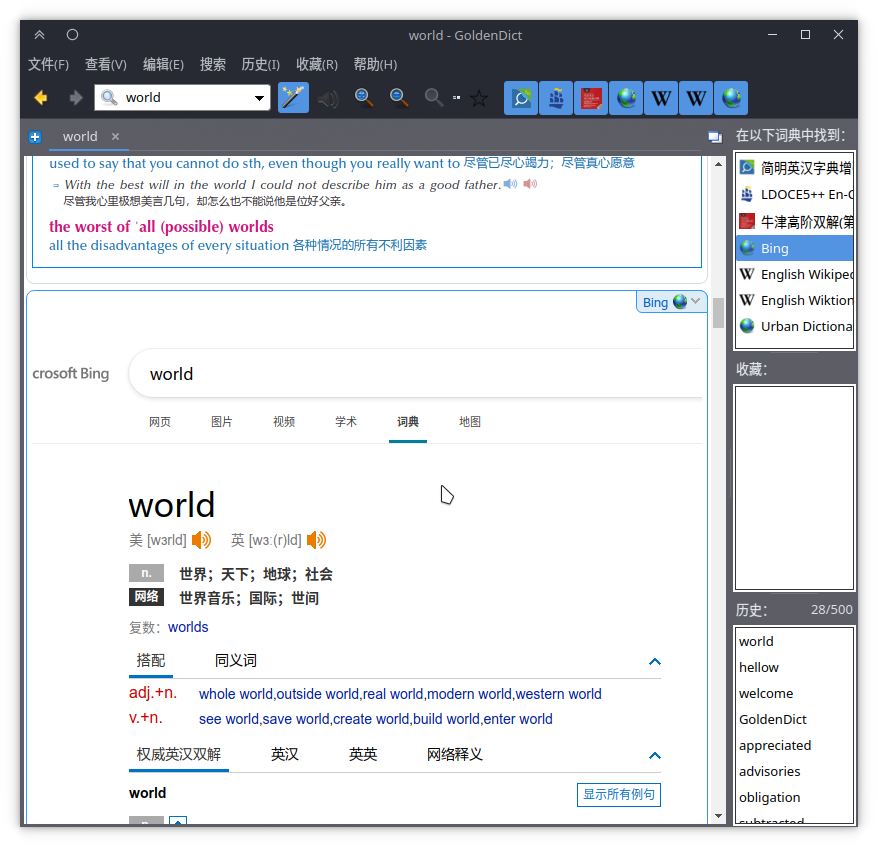 world - GoldenDict
文件(F) 查看(V) 编辑(E) 搜索 历史(I) 收藏(R) 帮助(H)
world
world
used to say that you cannot do sth, even though you really want to 尽管已尽心竭力；尽管真心愿意
⇒ With the best will in the world I could not describe him as a good father.
尽管我心里极想美言几句，却怎么也不能说他是位好父亲。
the worst of ˈall (possible) worlds
all the disadvantages of every situation 各种情况的所有不利因素
Bing
crosoft Bing
world
网页 图片 视频 学术 词典 地图
world
美 [wɜrld] 英 [wɜː(r)ld]
n. 世界；天下；地球；社会
网络 世界音乐；国际；世间
复数：worlds
搭配 同义词
adj.+n. whole world,outside world,real world,modern world,western world
v.+n. see world,save world,create world,build world,enter world
权威英汉双解 英汉 英英 网络释义
world
显示所有例句
在以下词典中找到：
简明英汉字典增
LDOCE5++ En-C
牛津高阶双解(第
Bing
English Wikiped
English Wiktion
Urban Dictiona
收藏：
历史： 28/500
world
hellow
welcome
GoldenDict
appreciated
advisories
obligation
subtracted